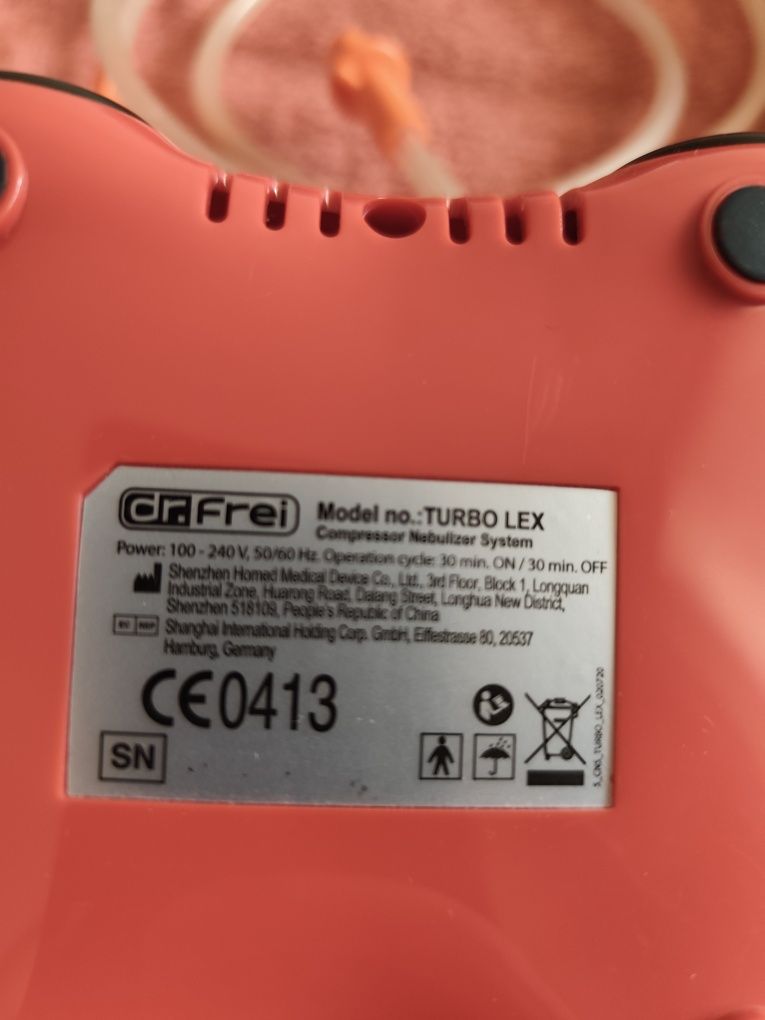 dr.Frei
Model no.:TURBO LEX
Compressor Nebulizer System
Power: 100 - 240 V, 50/60 Hz. Operation cycle: 30 min. ON / 30 min. OFF
Shenzhen Homed Medical Device Co., Ltd., 3rd Floor, Block 1, Longquan
Industrial Zone, Huarong Road, Dalang Street, Longhua New District,
Shenzhen 518109, People's Republic of China
Shanghai International Holding Corp. GmbH, Eiffestrasse 80, 20537
Hamburg, Germany
CE0413
SN
S_CNS_TURBO_LEX_020720